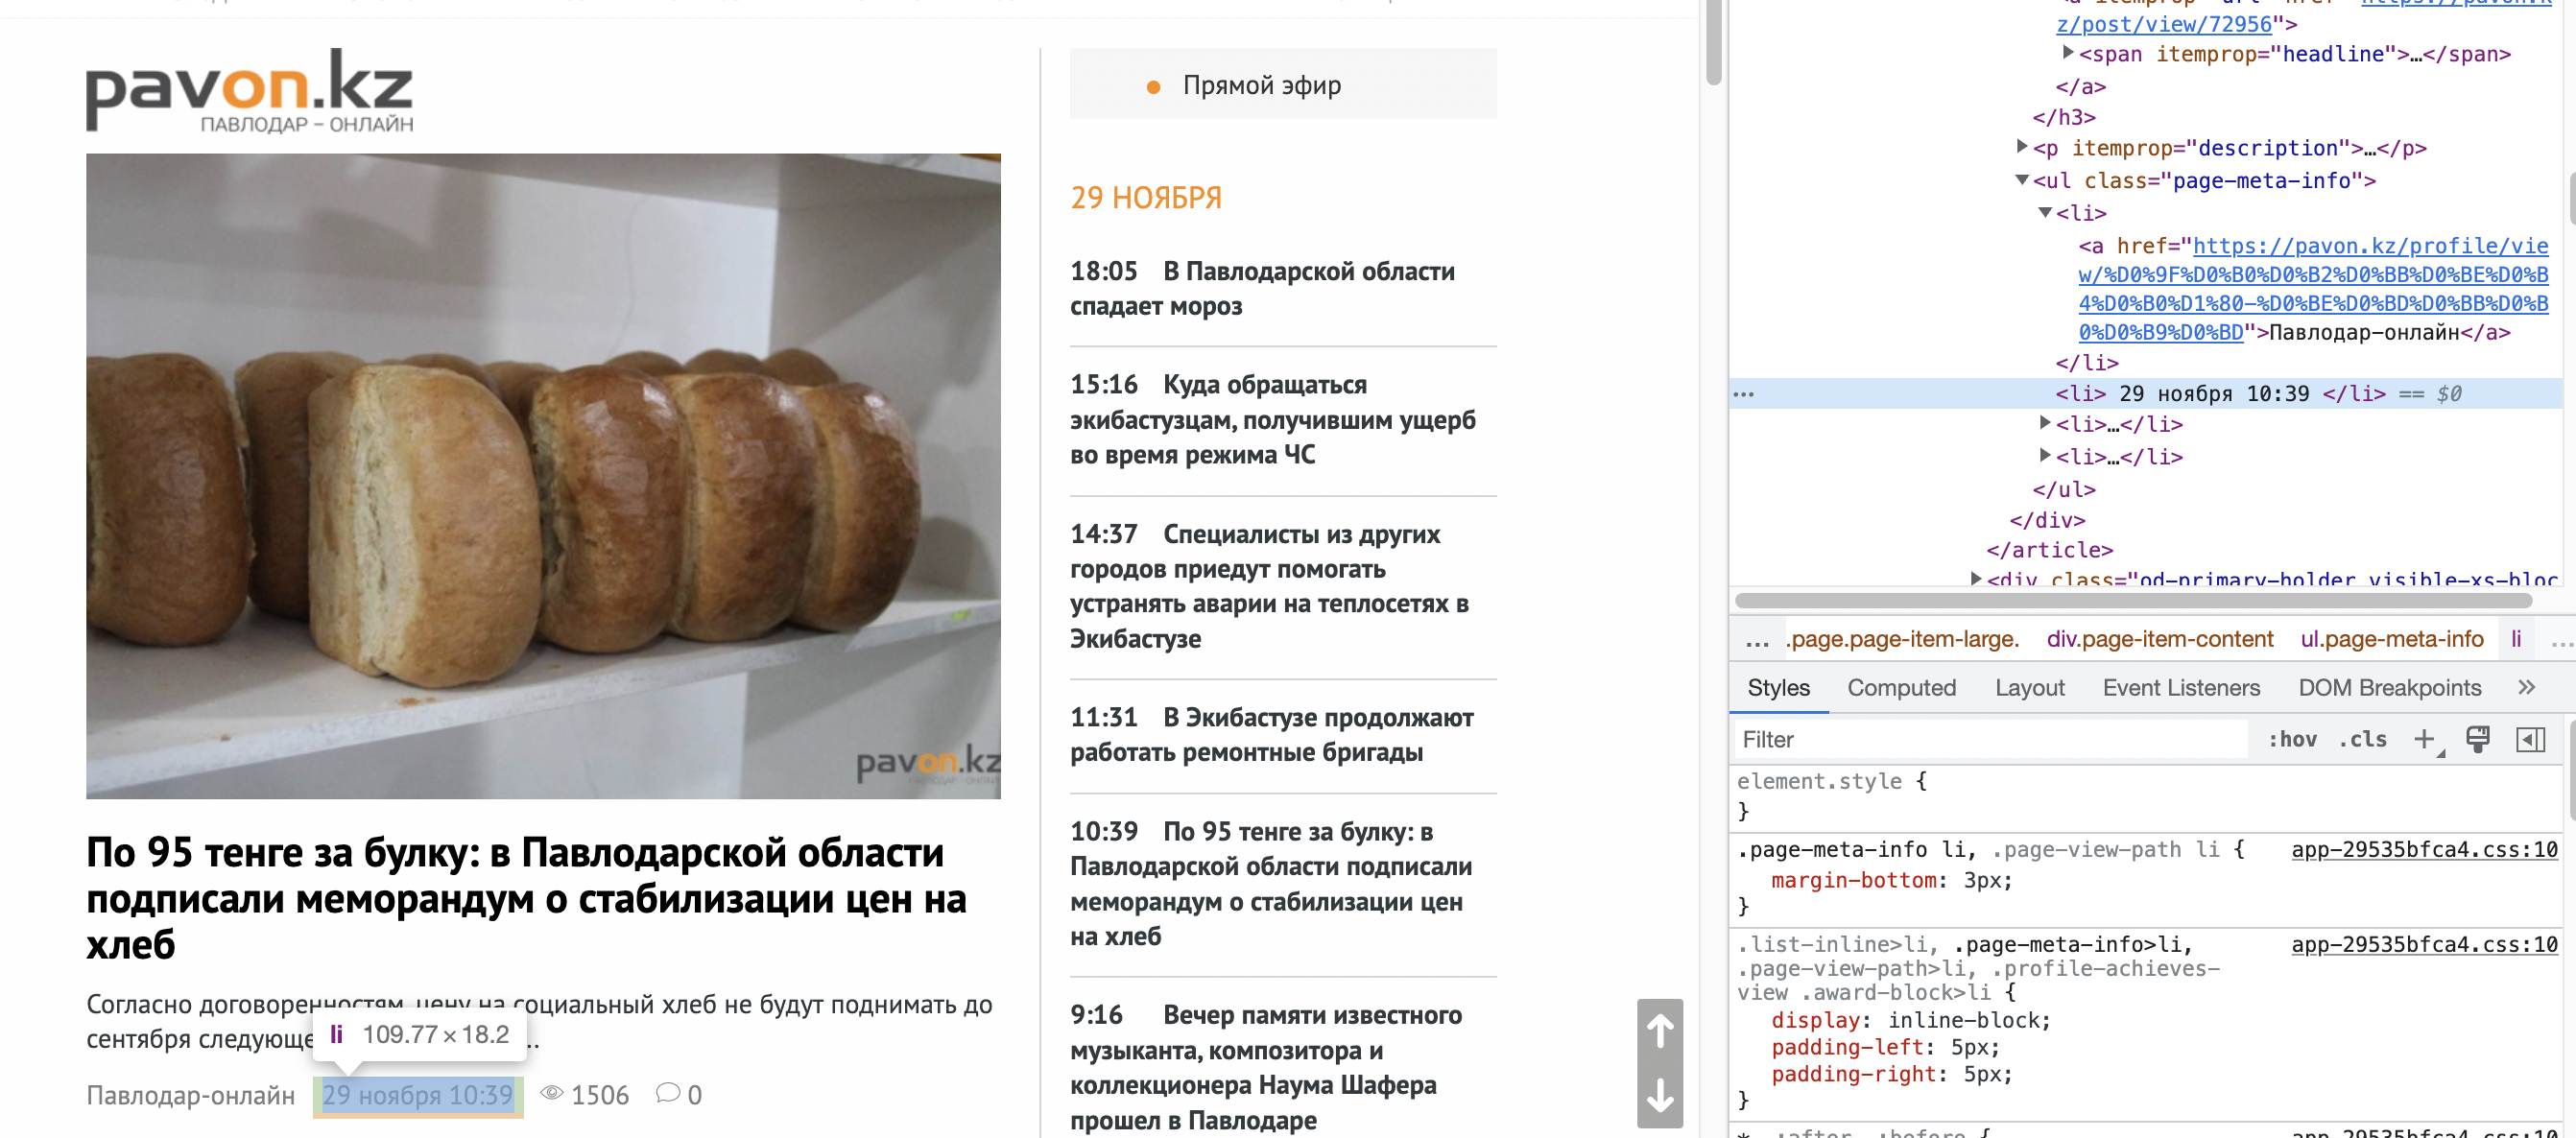 pavon.kz
ПАВЛОДАР – ОНЛАЙН
pavon.kz
По 95 тенге за булку: в Павлодарской области
подписали меморандум о стабилизации цен на
хлеб
Согласно договоренностям, цену на социальный хлеб не будут поднимать до
сентября следующе
..
li 109.77 × 18.2
Павлодар-онлайн 29 ноября 10:39 1506 0
Прямой эфир
29 НОЯБРЯ
18:05 В Павлодарской области
спадает мороз
15:16 Куда обращаться
экибастузцам, получившим ущерб
во время режима ЧС
14:37 Специалисты из других
городов приедут помогать
устранять аварии на теплосетях в
Экибастузе
11:31 В Экибастузе продолжают
работать ремонтные бригады
10:39 По 95 тенге за булку: в
Павлодарской области подписали
меморандум о стабилизации цен
на хлеб
9:16 Вечер памяти известного
музыканта, композитора и
коллекционера Наума Шафера
прошел в Павлодаре
<a itemprop="url" href="https://pavon.k
z/post/view/72956">
<span itemprop="headline">…</span>
</a>
</h3>
<p itemprop="description">…</p>
<ul class="page-meta-info">
<li>
<a href="https://pavon.kz/profile/vie
w/%D0%9F%D0%B0%D0%B2%D0%BB%D0%BE%D0%B
4%D0%B0%D1%80-%D0%BE%D0%BD%D0%BB%D0%B
0%D0%B9%D0%BD">Павлодар-онлайн</a>
</li>
… <li> 29 ноября 10:39 </li> == $0
<li>…</li>
<li>…</li>
</ul>
</div>
</article>
<div class="od-primary-holder visible-xs-bloc
… .page.page-item-large. div.page-item-content ul.page-meta-info li …
Styles Computed Layout Event Listeners DOM Breakpoints »
Filter :hov .cls +
element.style {
}
.page-meta-info li, .page-view-path li { app-29535bfca4.css:10
margin-bottom: 3px;
}
.list-inline>li, .page-meta-info>li, app-29535bfca4.css:10
.page-view-path>li, .profile-achieves-
view .award-block>li {
display: inline-block;
padding-left: 5px;
padding-right: 5px;
}
*, :after, :before { app-29535bfca4.css:10